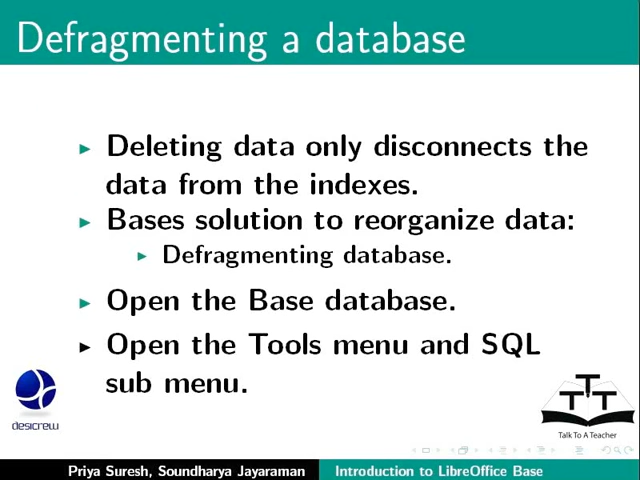 Defragmenting a database
Deleting data only disconnects the
data from the indexes.
Bases solution to reorganize data:
Defragmenting database.
Open the Base database.
Open the Tools menu and SQL
sub menu.
desicrew
TTT
Talk To A Teacher
Priya Suresh, Soundharya Jayaraman
Introduction to LibreOffice Base